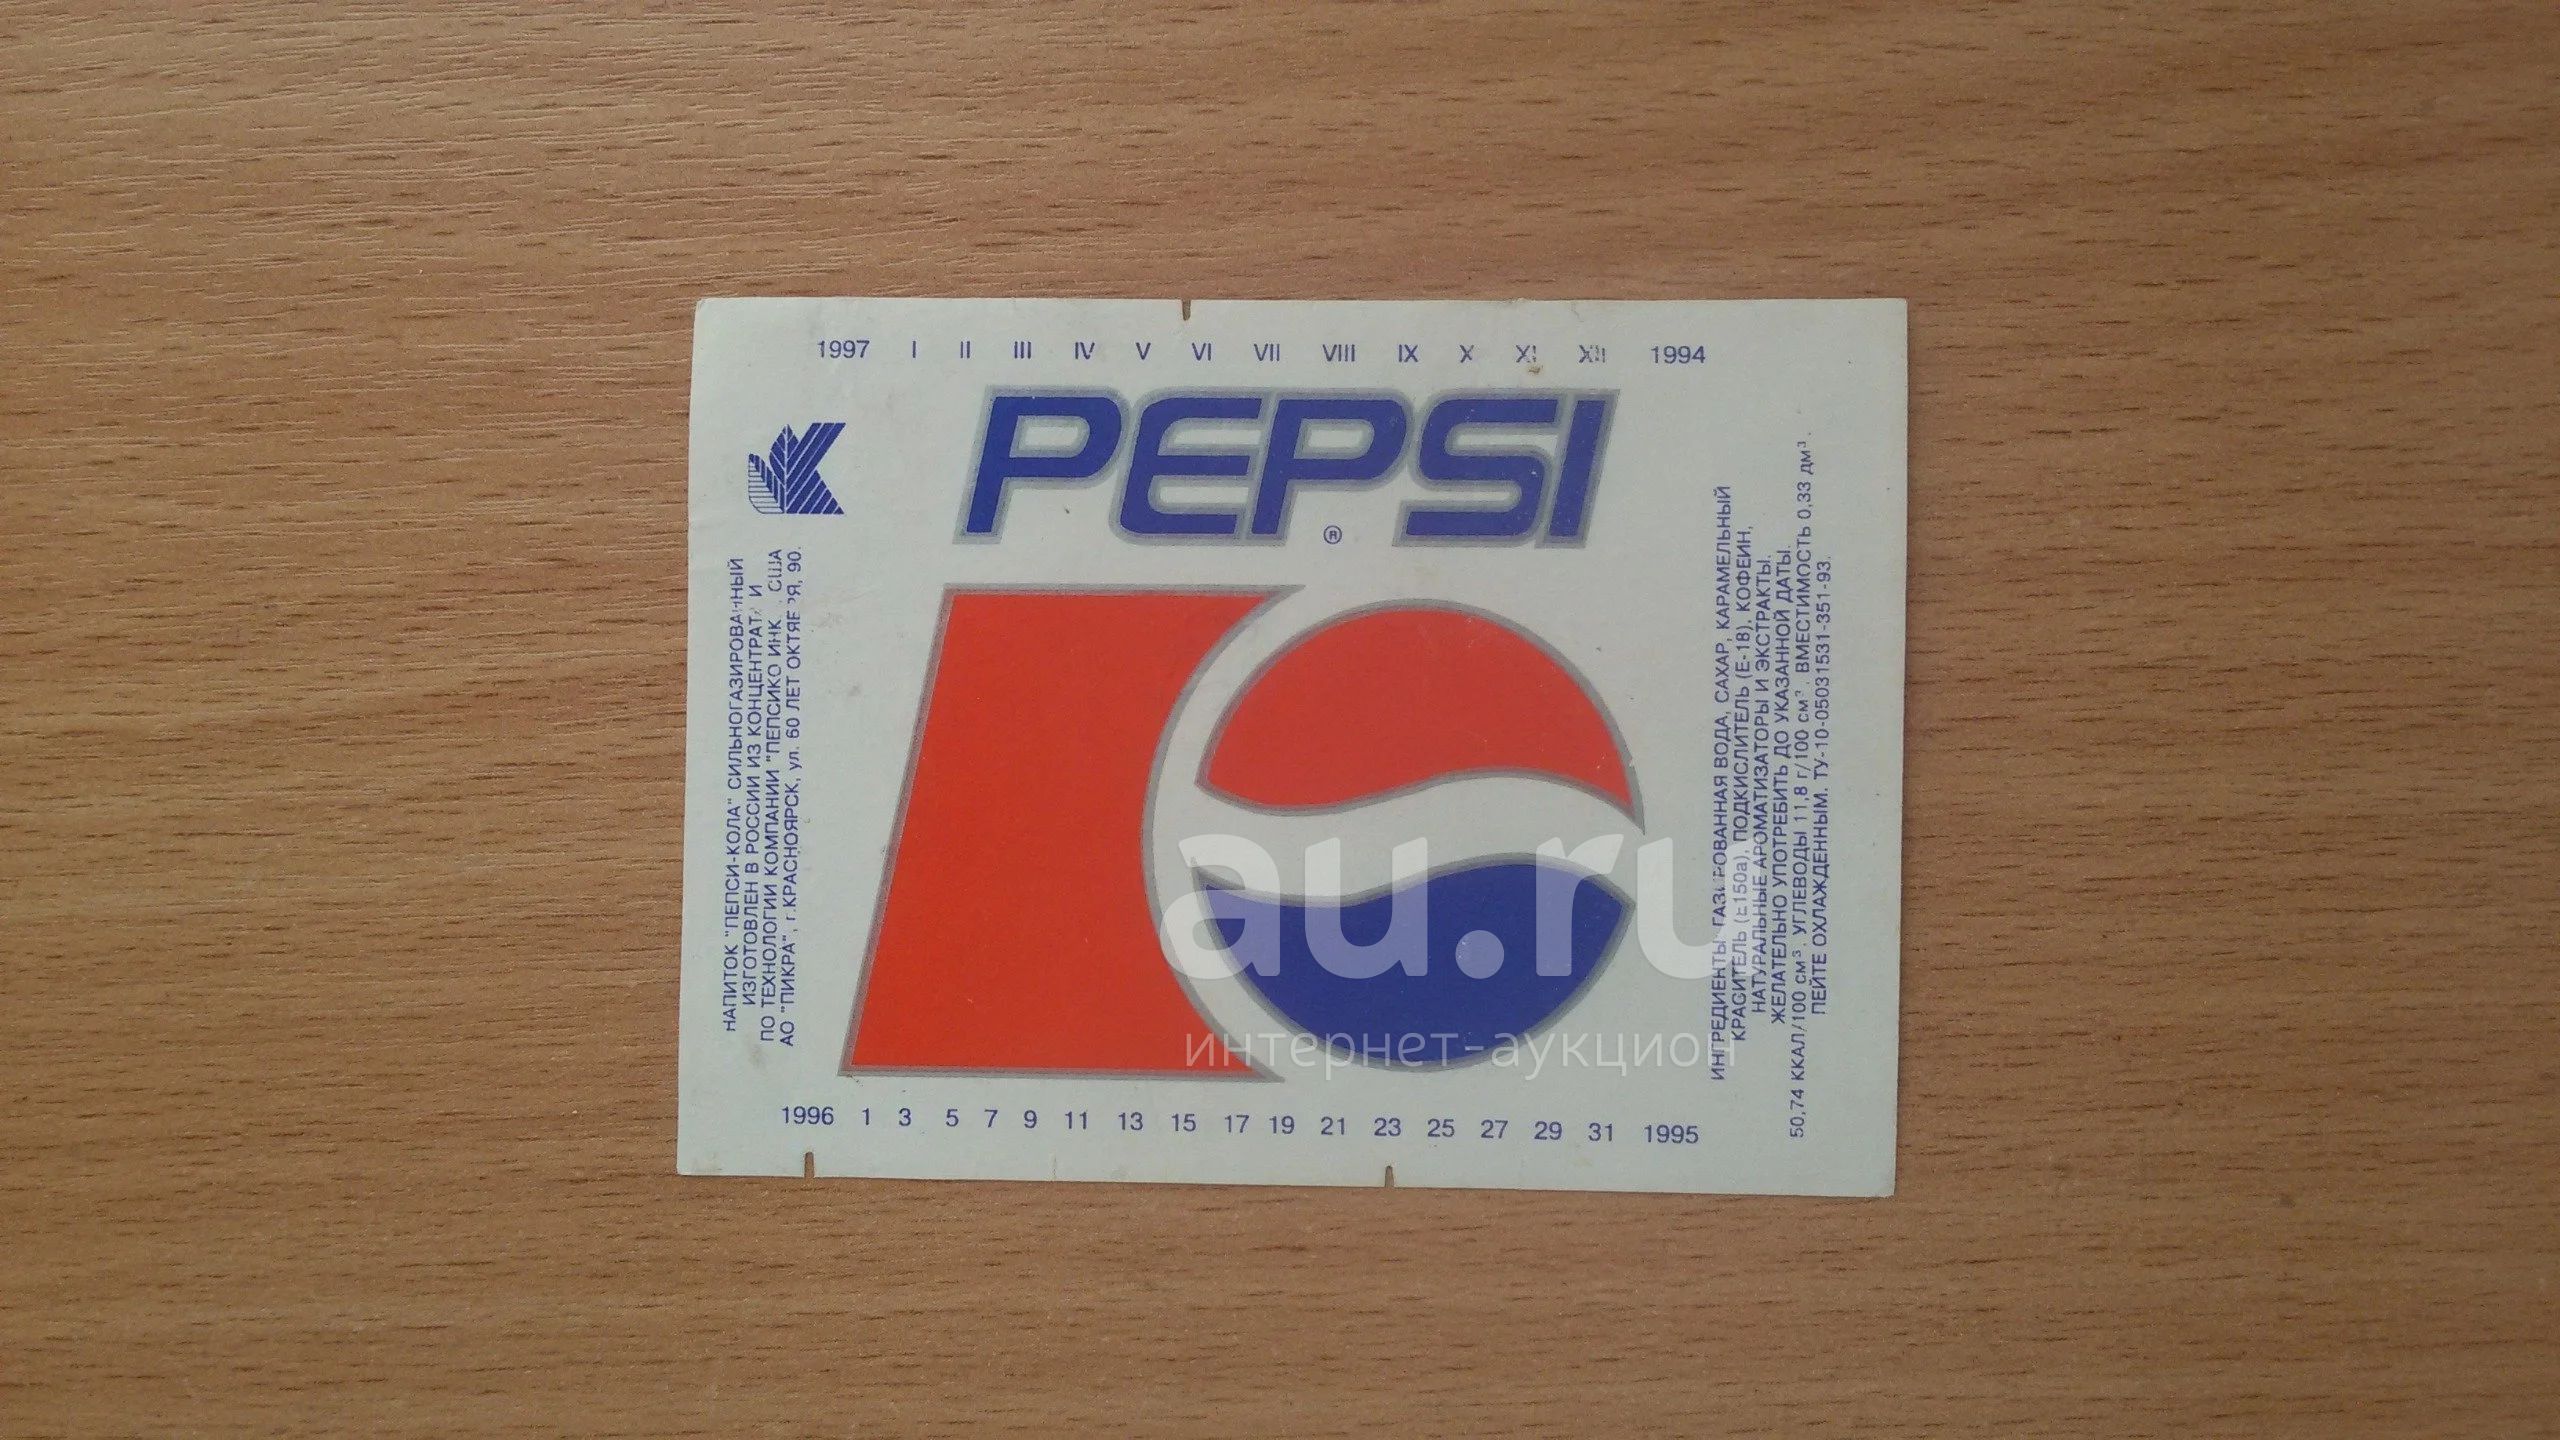 1997 I II III IV V VI VII VIII IX X XI XII 1994
PEPSI
®
НАПИТОК "ПЕПСИ-КОЛА" СИЛЬНОГАЗИРОВАННЫЙ
ИЗГОТОВЛЕН В РОССИИ ИЗ КОНЦЕНТРАТА И
ПО ТЕХНОЛОГИИ КОМПАНИИ "ПЕПСИКО ИНК", США
АО "ПИКРА", г. КРАСНОЯРСК, ул. 60 ЛЕТ ОКТЯБРЯ, 90.
ИНГРЕДИЕНТЫ: ГАЗИРОВАННАЯ ВОДА, САХАР, КАРАМЕЛЬНЫЙ
КРАСИТЕЛЬ (Е150а), ПОДКИСЛИТЕЛЬ (Е-18), КОФЕИН,
НАТУРАЛЬНЫЕ АРОМАТИЗАТОРЫ И ЭКСТРАКТЫ.
ЖЕЛАТЕЛЬНО УПОТРЕБИТЬ ДО УКАЗАННОЙ ДАТЫ.
50,74 ККАЛ/100 см³, УГЛЕВОДЫ 11,8 г/100 см³. ВМЕСТИМОСТЬ 0,33 дм³.
ПЕЙТЕ ОХЛАЖДЕННЫМ. ТУ-10-05031531-351-93.
au.ru
интернет-аукцион
1996 1 3 5 7 9 11 13 15 17 19 21 23 25 27 29 31 1995